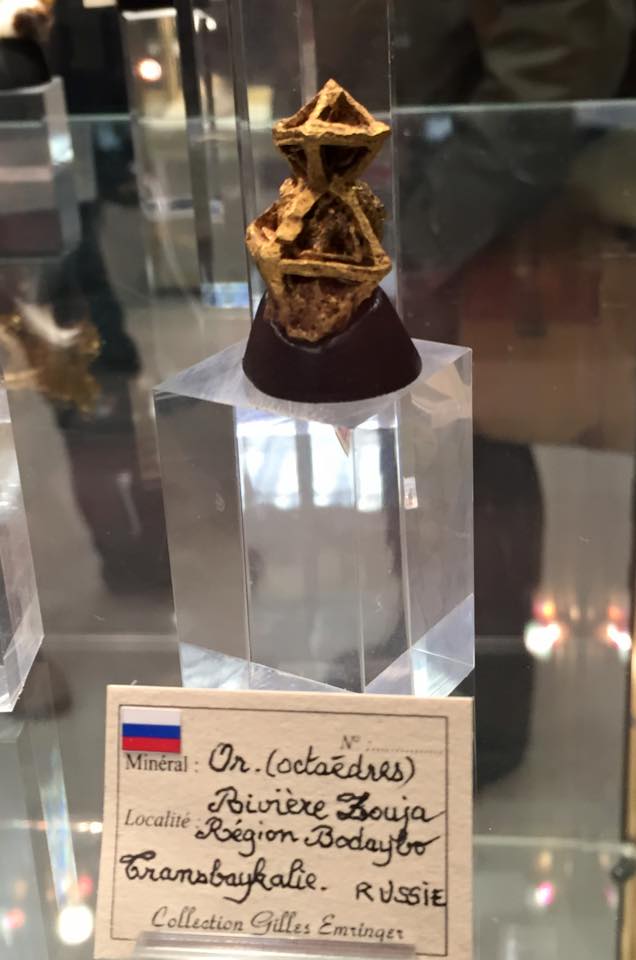 N° :
Minéral : Or. (octaèdres)
Rivière Zouja
Localité : Région Bodaybo
Transbaykalie. RUSSIE
Collection Gilles Emringer